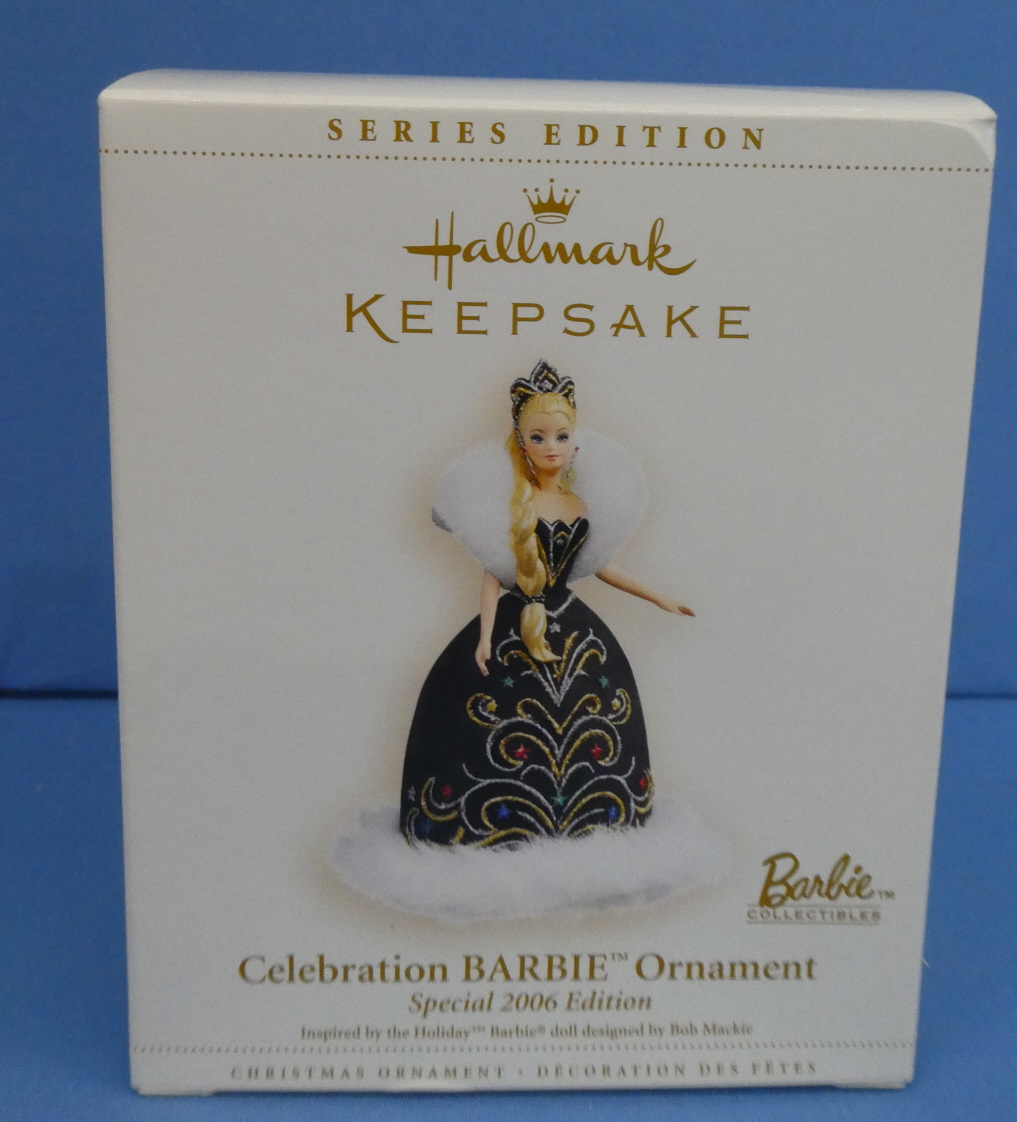 SERIES EDITION
Hallmark
KEEPSAKE
Barbie™
COLLECTIBLES
Celebration BARBIE™ Ornament
Special 2006 Edition
Inspired by the Holiday™ Barbie® doll designed by Bob Mackie
CHRISTMAS ORNAMENT • DÉCORATION DES FÊTES